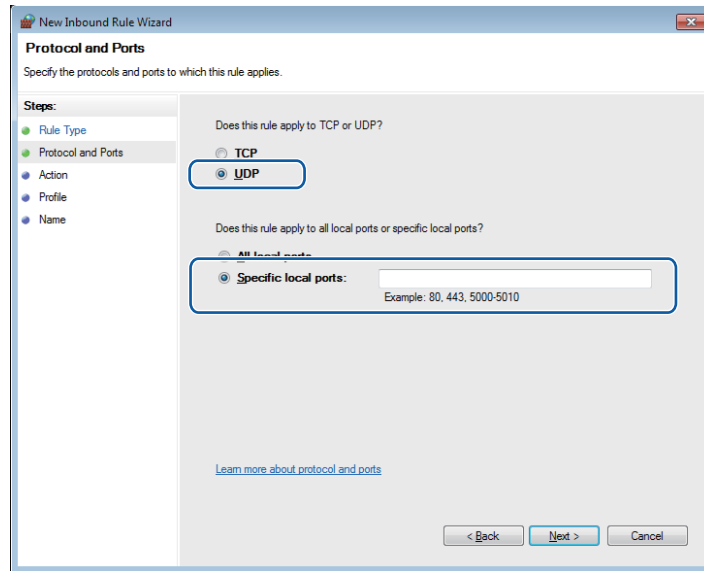 New Inbound Rule Wizard
Protocol and Ports
Specify the protocols and ports to which this rule applies.
Steps:
Rule Type
Protocol and Ports
Action
Profile
Name
Does this rule apply to TCP or UDP?
TCP
UDP
Does this rule apply to all local ports or specific local ports?
All local ports
Specific local ports:
Example: 80, 443, 5000-5010
Learn more about protocol and ports
< Back
Next >
Cancel